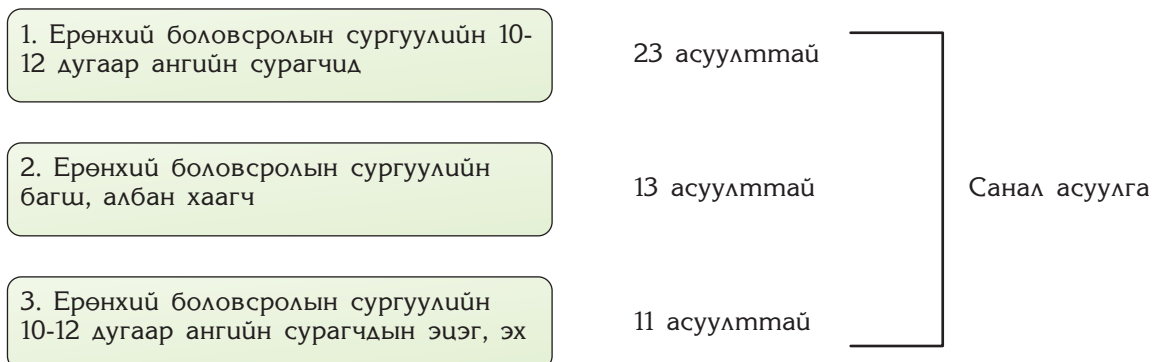 1. Ерөнхий боловсролын сургуулийн 10-
12 дугаар ангийн сурагчид
23 асуулттай
2. Ерөнхий боловсролын сургуулийн
багш, албан хаагч
13 асуулттай
Санал асуулга
3. Ерөнхий боловсролын сургуулийн
10-12 дугаар ангийн сурагчдын эцэг, эх
11 асуулттай